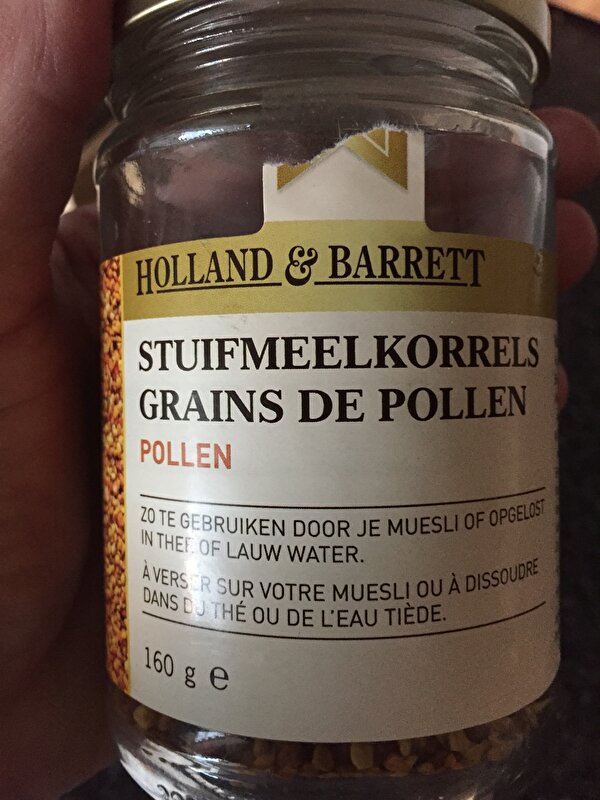 HOLLAND & BARRETT
STUIFMEELKORRELS
GRAINS DE POLLEN
POLLEN
ZO TE GEBRUIKEN DOOR JE MUESLI OF OPGELOST
IN THEE OF LAUW WATER.
À VERSER SUR VOTRE MUESLI OU À DISSOUDRE
DANS DU THÉ OU DE L'EAU TIÈDE.
160 g e